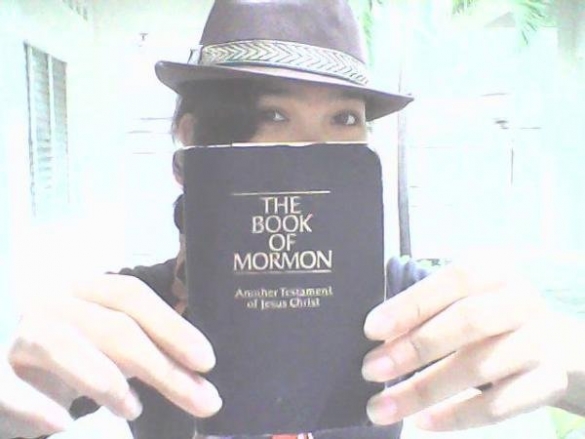 THE
BOOK
OF
MORMON
Another Testament
of Jesus Christ